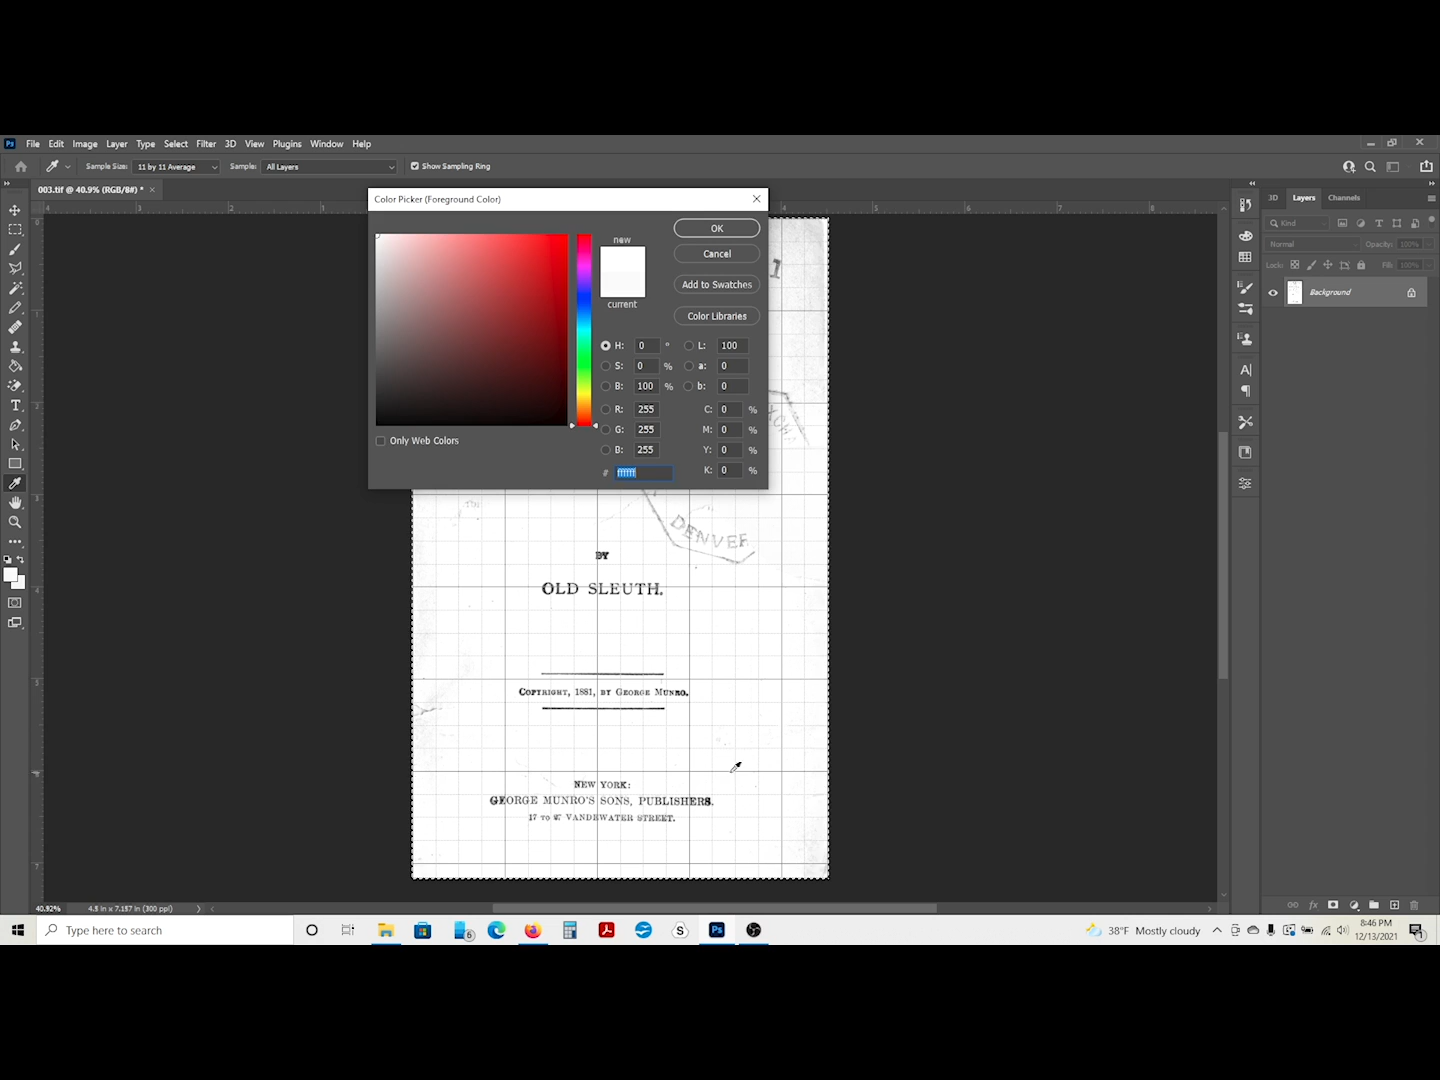 Ps File Edit Image Layer Type Select Filter 3D View Plugins Window Help
Sample Size: 11 by 11 Average Sample: All Layers Show Sampling Ring
003.tif @ 40.9% (RGB/8#) *
3D Layers Channels
Kind
Normal Opacity: 100%
Lock: Fill: 100%
Background
Color Picker (Foreground Color)
new
current
OK
Cancel
Add to Swatches
Color Libraries
H: 0 ° L: 100
S: 0 % a: 0
B: 100 % b: 0
R: 255 C: 0 %
G: 255 M: 0 %
B: 255 Y: 0 %
# ffffff K: 0 %
Only Web Colors
DENVER
BY
OLD SLEUTH.
COPYRIGHT, 1881, BY GEORGE MUNRO.
NEW YORK:
GEORGE MUNRO'S SONS, PUBLISHERS.
17 TO VANDEWATER STREET.
40.92% 4.5 in x 7.157 in (300 ppi)
Type here to search
38°F Mostly cloudy
8:46 PM
12/13/2021